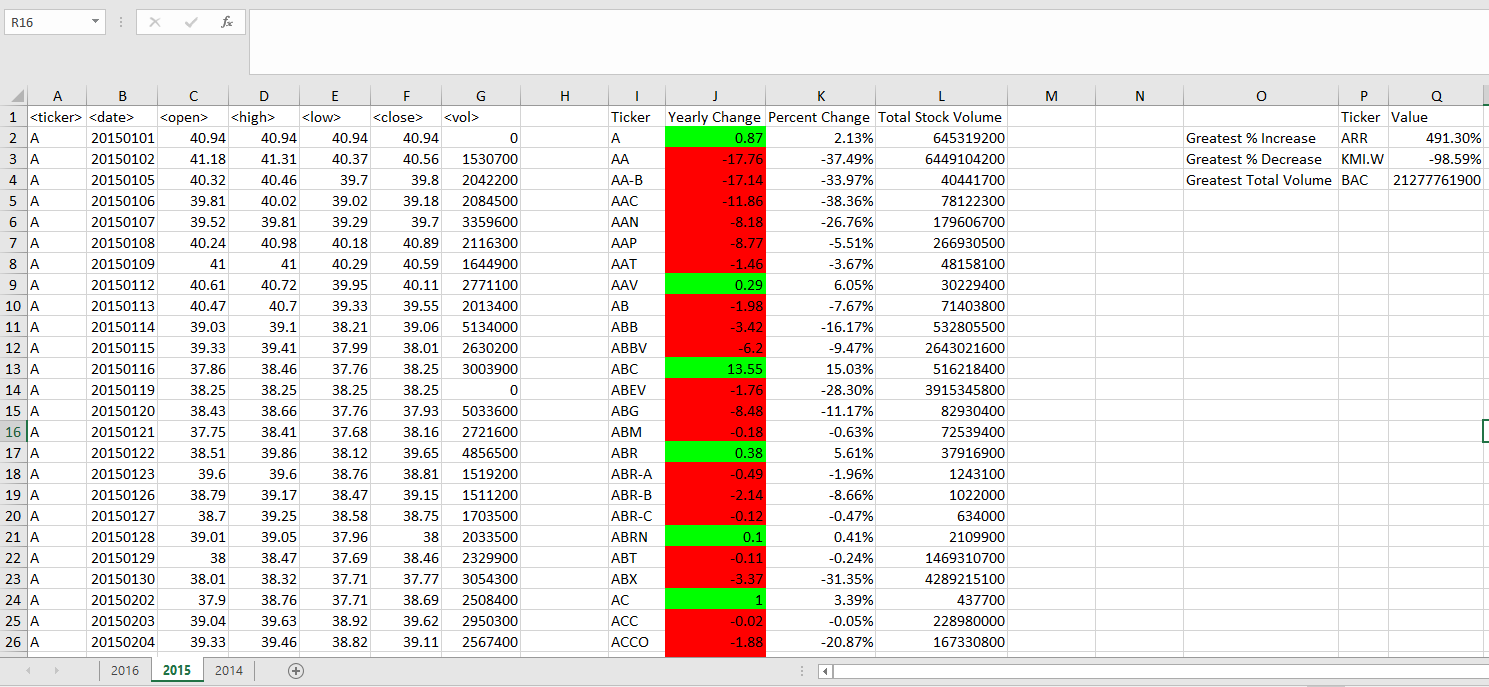 R16 fx
A B C D E F G H I J K L M N O P Q
1 <ticker> <date> <open> <high> <low> <close> <vol> Ticker Yearly Change Percent Change Total Stock Volume Ticker Value
2 A 20150101 40.94 40.94 40.94 40.94 0 A 0.87 2.13% 645319200 Greatest % Increase ARR 491.30%
3 A 20150102 41.18 41.31 40.37 40.56 1530700 AA -17.76 -37.49% 6449104200 Greatest % Decrease KMI.W -98.59%
4 A 20150105 40.32 40.46 39.7 39.8 2042200 AA-B -17.14 -33.97% 40441700 Greatest Total Volume BAC 21277761900
5 A 20150106 39.81 40.02 39.02 39.18 2084500 AAC -11.86 -38.36% 78122300
6 A 20150107 39.52 39.81 39.29 39.7 3359600 AAN -8.18 -26.76% 179606700
7 A 20150108 40.24 40.98 40.18 40.89 2116300 AAP -8.77 -5.51% 266930500
8 A 20150109 41 41 40.29 40.59 1644900 AAT -1.46 -3.67% 48158100
9 A 20150112 40.61 40.72 39.95 40.11 2771100 AAV 0.29 6.05% 30229400
10 A 20150113 40.47 40.7 39.33 39.55 2013400 AB -1.98 -7.67% 71403800
11 A 20150114 39.03 39.1 38.21 39.06 5134000 ABB -3.42 -16.17% 532805500
12 A 20150115 39.33 39.41 37.99 38.01 2630200 ABBV -6.2 -9.47% 2643021600
13 A 20150116 37.86 38.46 37.76 38.25 3003900 ABC 13.55 15.03% 516218400
14 A 20150119 38.25 38.25 38.25 38.25 0 ABEV -1.76 -28.30% 3915345800
15 A 20150120 38.43 38.66 37.76 37.93 5033600 ABG -8.48 -11.17% 82930400
16 A 20150121 37.75 38.41 37.68 38.16 2721600 ABM -0.18 -0.63% 72539400
17 A 20150122 38.51 39.86 38.12 39.65 4856500 ABR 0.38 5.61% 37916900
18 A 20150123 39.6 39.6 38.76 38.81 1519200 ABR-A -0.49 -1.96% 1243100
19 A 20150126 38.79 39.17 38.47 39.15 1511200 ABR-B -2.14 -8.66% 1022000
20 A 20150127 38.7 39.25 38.58 38.75 1703500 ABR-C -0.12 -0.47% 634000
21 A 20150128 39.01 39.05 37.96 38 2033500 ABRN 0.1 0.41% 2109900
22 A 20150129 38 38.47 37.69 38.46 2329900 ABT -0.11 -0.24% 1469310700
23 A 20150130 38.01 38.32 37.71 37.77 3054300 ABX -3.37 -31.35% 4289215100
24 A 20150202 37.9 38.76 37.71 38.69 2508400 AC 1 3.39% 437700
25 A 20150203 39.04 39.63 38.92 39.62 2950300 ACC -0.02 -0.05% 228980000
26 A 20150204 39.33 39.46 38.82 39.11 2567400 ACCO -1.88 -20.87% 167330800
2016 2015 2014